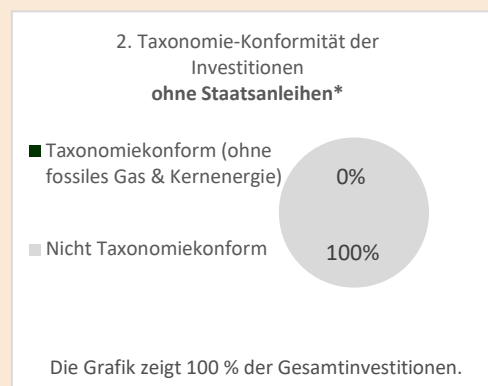 2. Taxonomie-Konformität der
Investitionen
ohne Staatsanleihen*
Taxonomiekonform (ohne
fossiles Gas & Kernenergie)
0%
Nicht Taxonomiekonform
100%
Die Grafik zeigt 100 % der Gesamtinvestitionen.